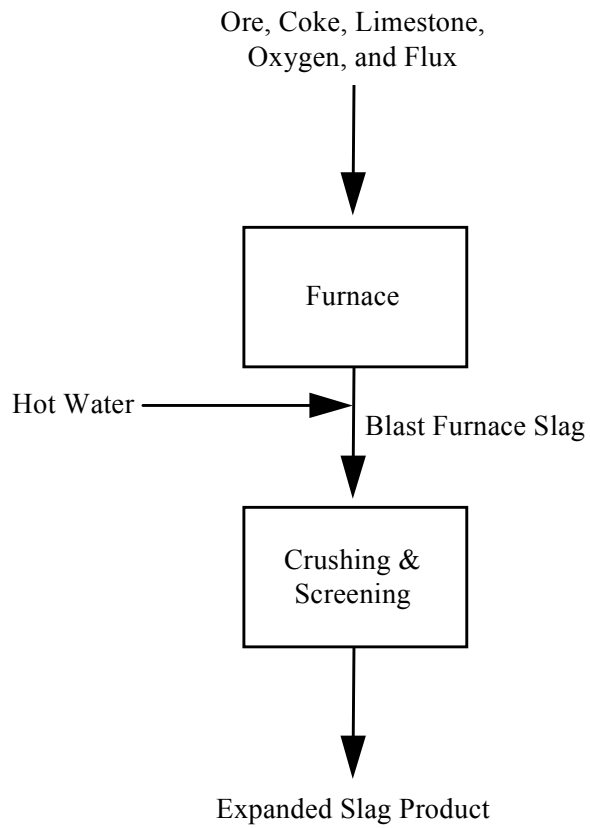 Ore, Coke, Limestone,
Oxygen, and Flux
Furnace
Hot Water
Blast Furnace Slag
Crushing &
Screening
Expanded Slag Product